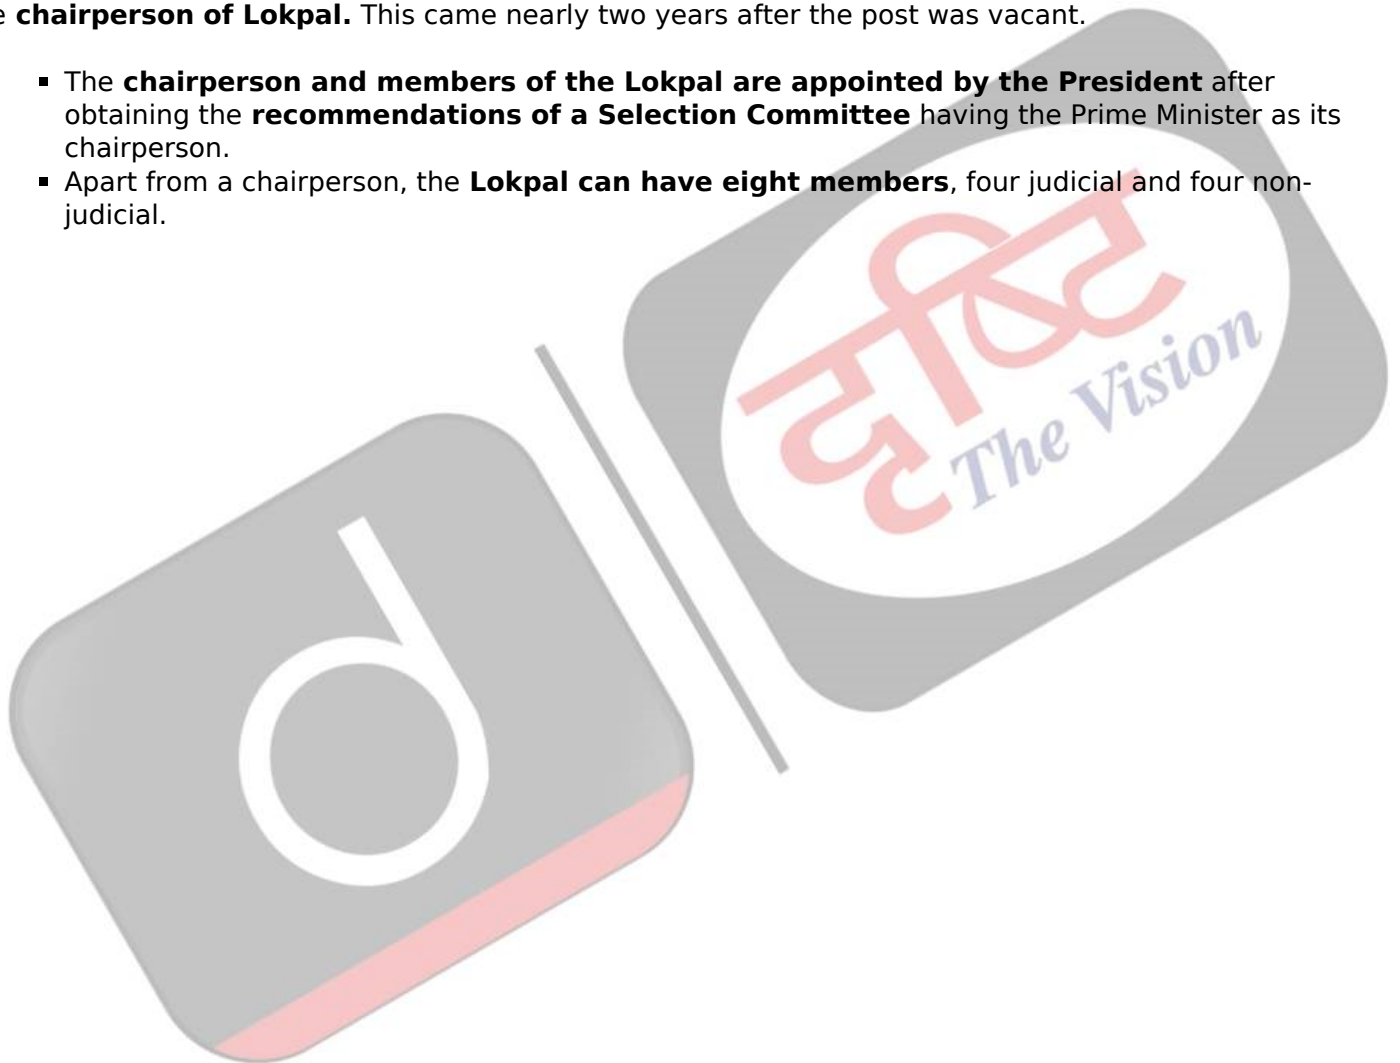 e chairperson of Lokpal. This came nearly two years after the post was vacant.
The chairperson and members of the Lokpal are appointed by the President after
obtaining the recommendations of a Selection Committee having the Prime Minister as its
chairperson.
Apart from a chairperson, the Lokpal can have eight members, four judicial and four non-
judicial.
दृष्टि
The Vision
d